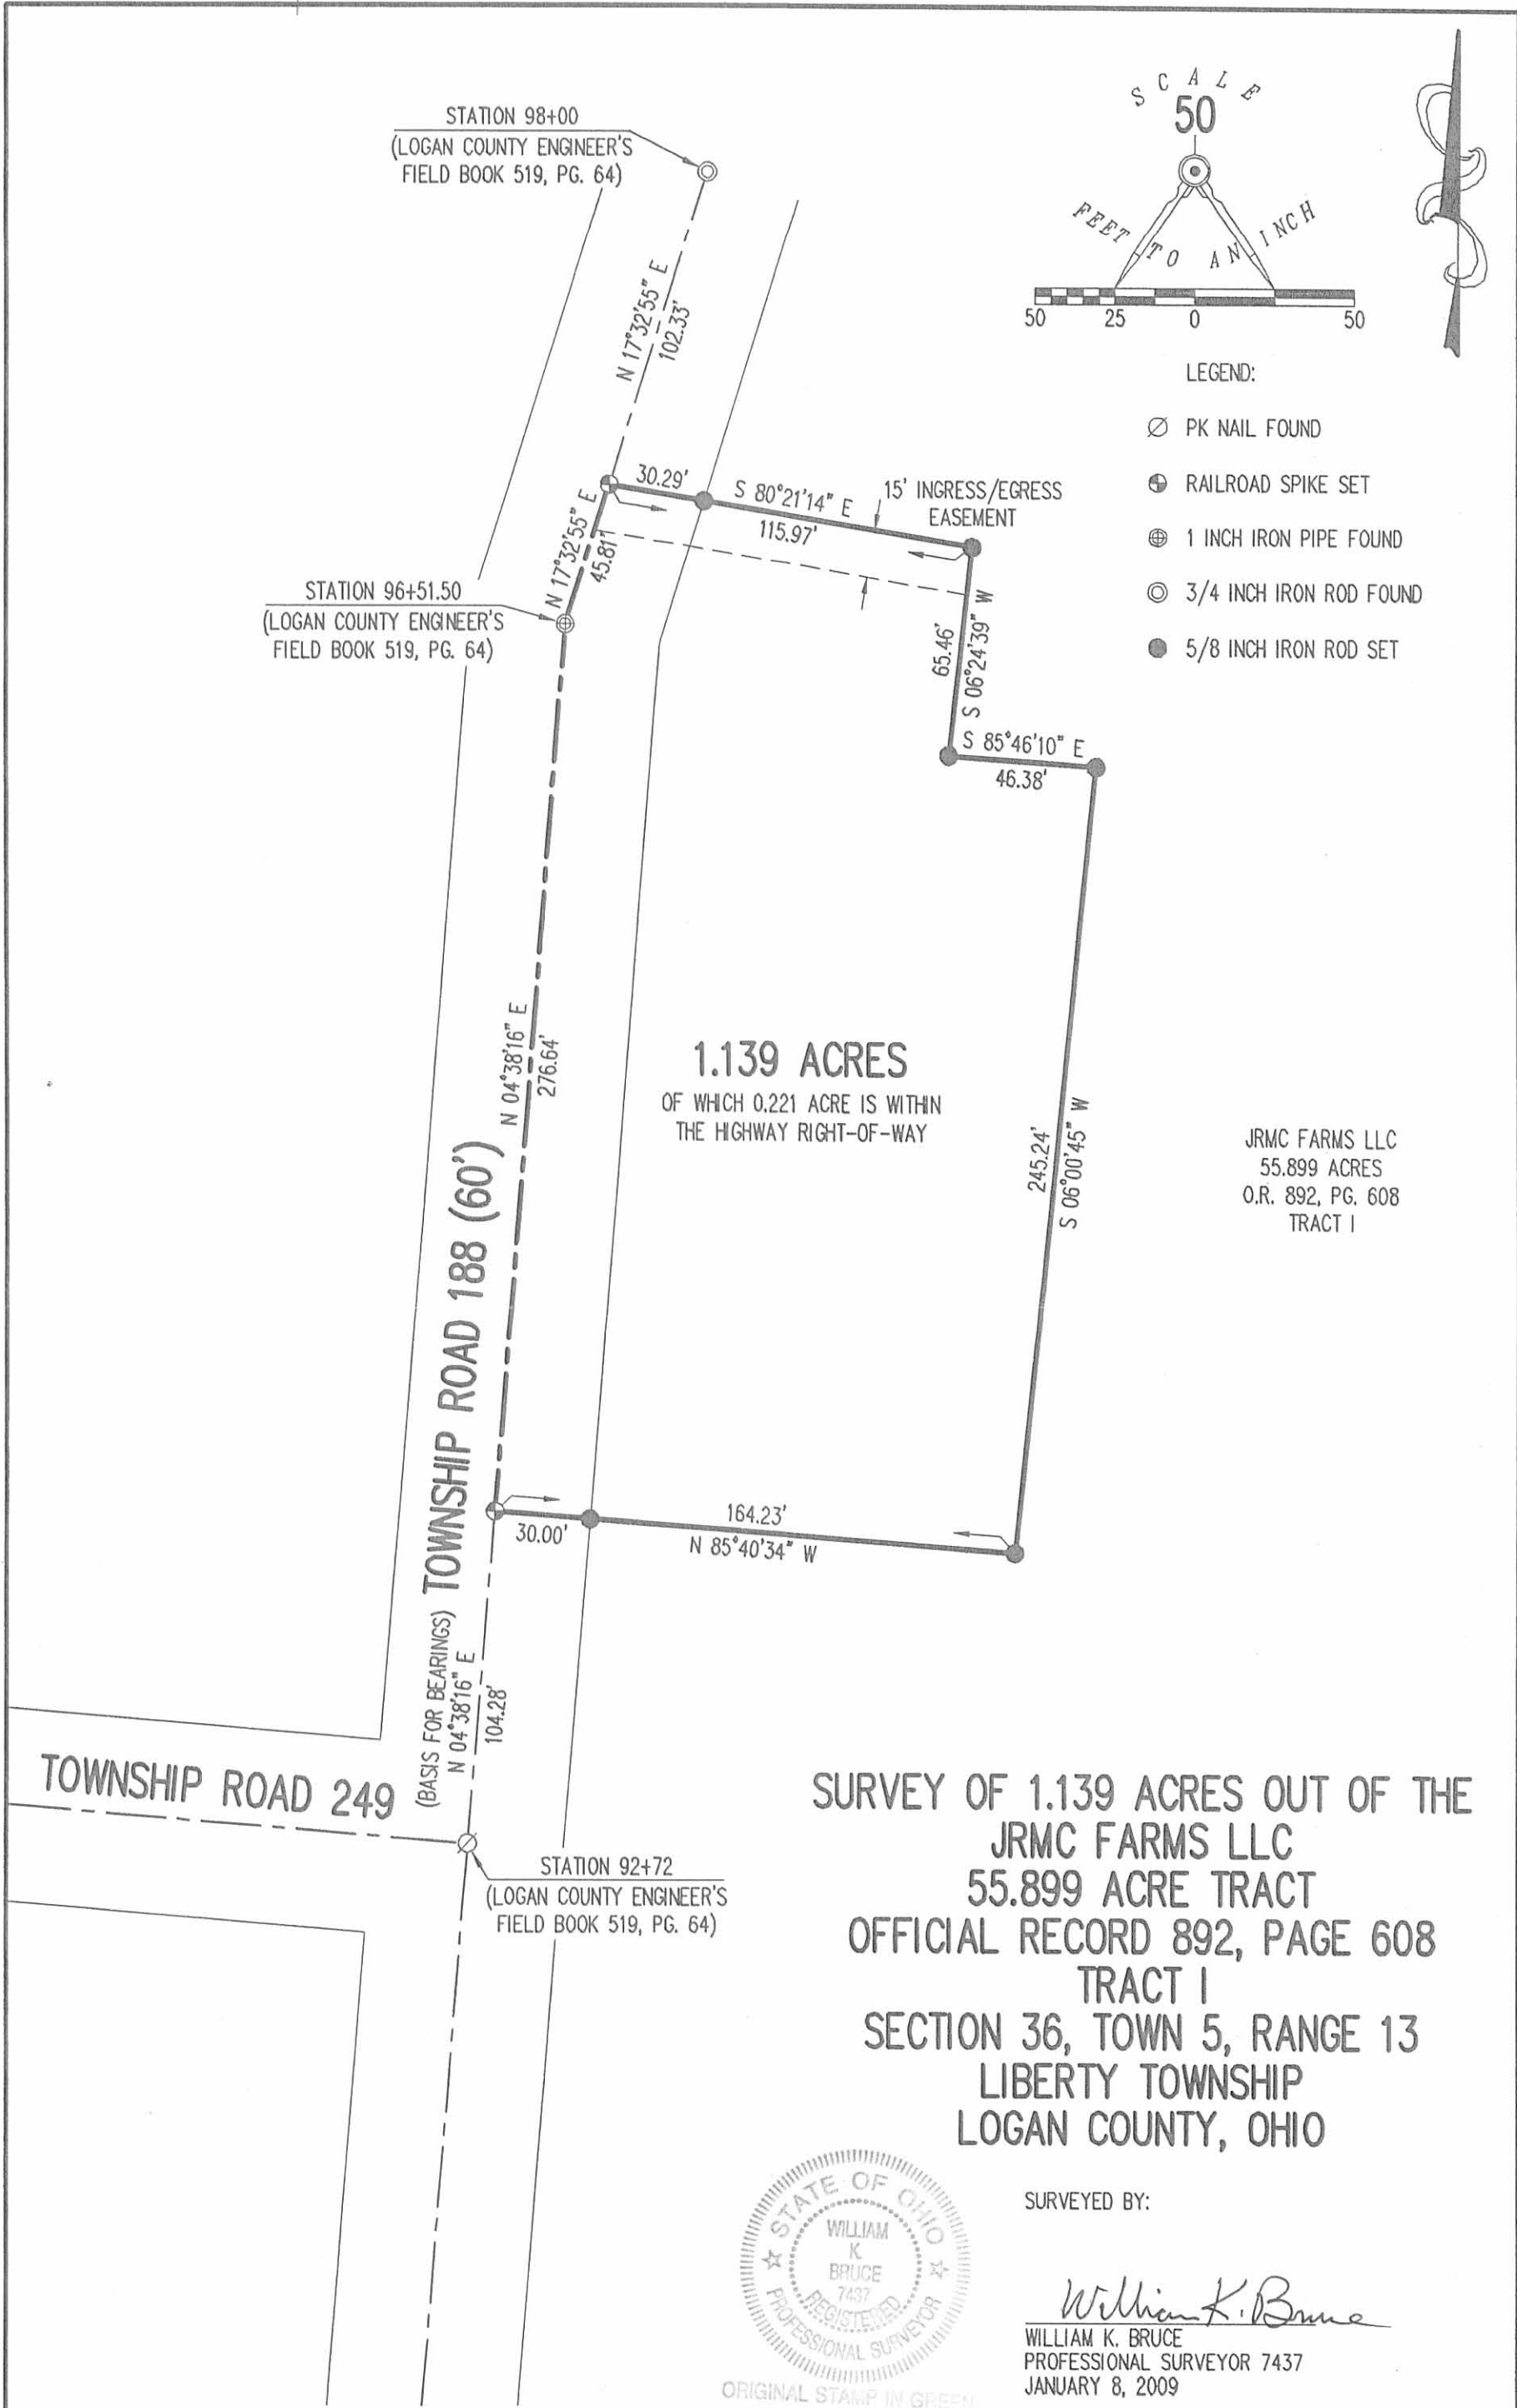 STATION 98+00
(LOGAN COUNTY ENGINEER'S
FIELD BOOK 519, PG. 64)
SCALE
50
FEET TO AN INCH
50 25 0 50
LEGEND:
PK NAIL FOUND
RAILROAD SPIKE SET
1 INCH IRON PIPE FOUND
3/4 INCH IRON ROD FOUND
5/8 INCH IRON ROD SET
N 17°32'55" E
102.33'
30.29'
S 80°21'14" E
115.97'
15' INGRESS/EGRESS
EASEMENT
N 17°32'55" E
45.81'
STATION 96+51.50
(LOGAN COUNTY ENGINEER'S
FIELD BOOK 519, PG. 64)
65.46'
S 06°24'39" W
S 85°46'10" E
46.38'
N 04°38'16" E
276.64'
1.139 ACRES
OF WHICH 0.221 ACRE IS WITHIN
THE HIGHWAY RIGHT-OF-WAY
245.24'
S 06°00'45" W
JRMC FARMS LLC
55.899 ACRES
O.R. 892, PG. 608
TRACT I
TOWNSHIP ROAD 188 (60')
30.00'
164.23'
N 85°40'34" W
(BASIS FOR BEARINGS)
N 04°38'16" E
104.28'
TOWNSHIP ROAD 249
STATION 92+72
(LOGAN COUNTY ENGINEER'S
FIELD BOOK 519, PG. 64)
SURVEY OF 1.139 ACRES OUT OF THE
JRMC FARMS LLC
55.899 ACRE TRACT
OFFICIAL RECORD 892, PAGE 608
TRACT I
SECTION 36, TOWN 5, RANGE 13
LIBERTY TOWNSHIP
LOGAN COUNTY, OHIO
STATE OF OHIO
WILLIAM
K.
BRUCE
7437
REGISTERED
PROFESSIONAL SURVEYOR
ORIGINAL STAMP IN GREEN
SURVEYED BY:
William K. Bruce
WILLIAM K. BRUCE
PROFESSIONAL SURVEYOR 7437
JANUARY 8, 2009